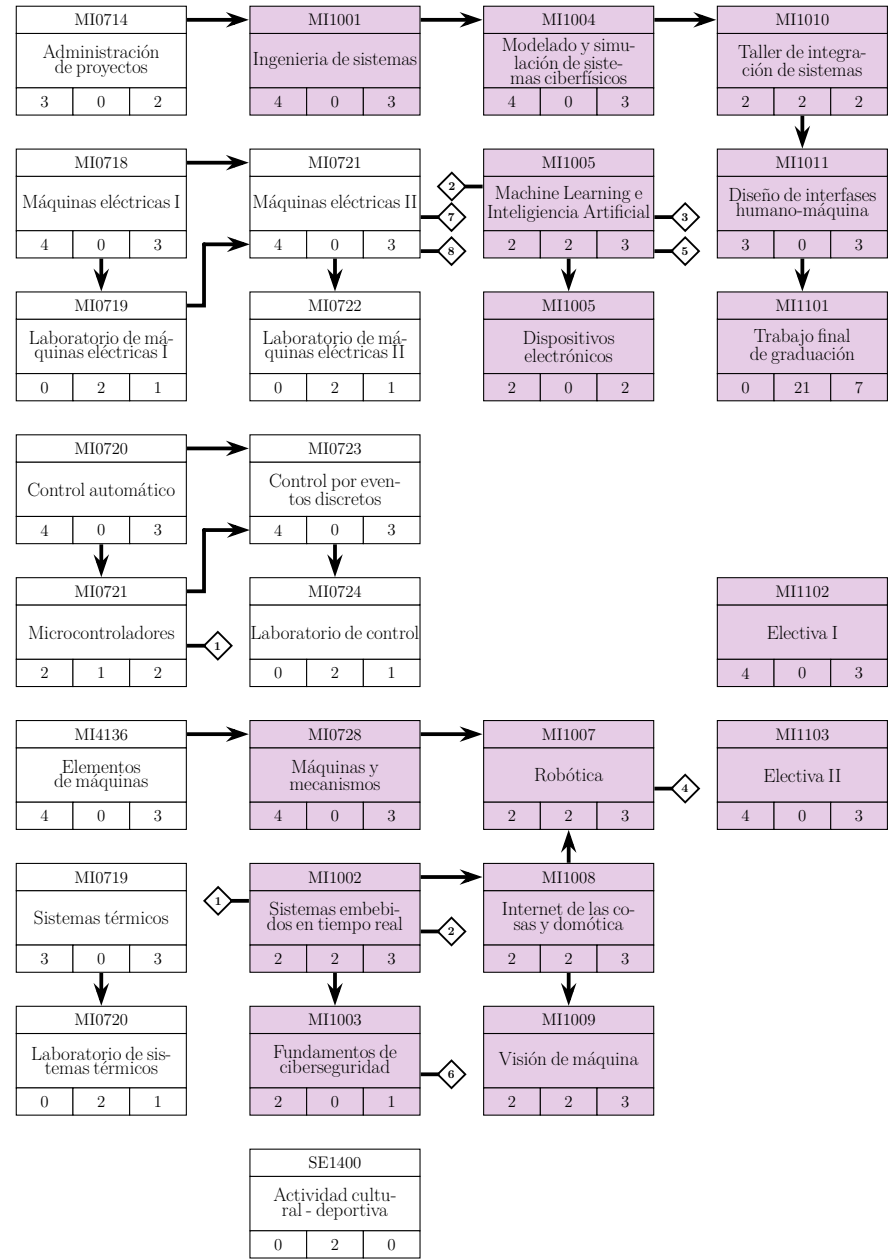 MI0714
Administración
de proyectos
3 0 2
MI1001
Ingenieria de sistemas
4 0 3
MI1004
Modelado y simu-
lación de siste-
mas ciberfísicos
4 0 3
MI1010
Taller de integra-
ción de sistemas
2 2 2
MI0718
Máquinas eléctricas I
4 0 3
MI0721
Máquinas eléctricas II
4 0 3
7
8
2
MI1005
Machine Learning e
Inteligiencia Artificial
2 2 3
3
5
MI1011
Diseño de interfases
humano-máquina
3 0 3
MI0719
Laboratorio de má-
quinas eléctricas I
0 2 1
MI0722
Laboratorio de má-
quinas eléctricas II
0 2 1
MI1005
Dispositivos
electrónicos
2 0 2
MI1101
Trabajo final
de graduación
0 21 7
MI0720
Control automático
4 0 3
MI0723
Control por even-
tos discretos
4 0 3
MI0721
Microcontroladores
2 1 2
1
MI0724
Laboratorio de control
0 2 1
MI1102
Electiva I
4 0 3
MI4136
Elementos
de máquinas
4 0 3
MI0728
Máquinas y
mecanismos
4 0 3
MI1007
Robótica
2 2 3
4
MI1103
Electiva II
4 0 3
MI0719
Sistemas térmicos
3 0 3
1
MI1002
Sistemas embebi-
dos en tiempo real
2 2 3
2
MI1008
Internet de las co-
sas y domótica
2 2 3
MI0720
Laboratorio de sis-
temas térmicos
0 2 1
MI1003
Fundamentos de
ciberseguridad
2 0 1
6
MI1009
Visión de máquina
2 2 3
SE1400
Actividad cultu-
ral - deportiva
0 2 0